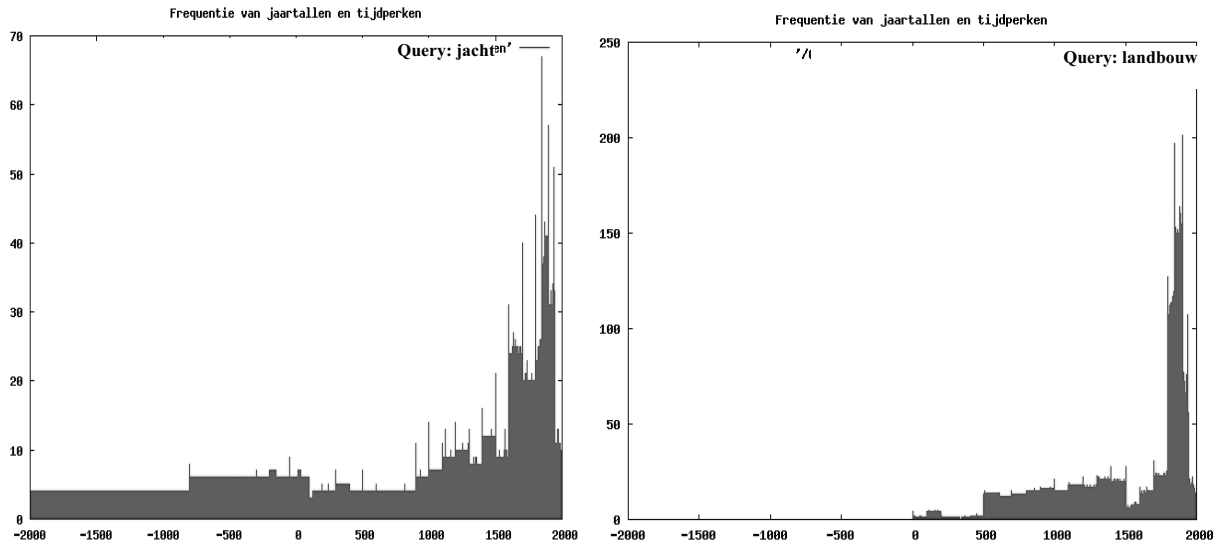 Frequentie van jaartallen en tijdperken
Query: jachten'
70
60
50
40
30
20
10
0
-2000 -1500 -1000 -500 0 500 1000 1500 2000
Frequentie van jaartallen en tijdperken
'/(
Query: landbouw
250
200
150
100
50
0
-2000 -1500 -1000 -500 0 500 1000 1500 2000